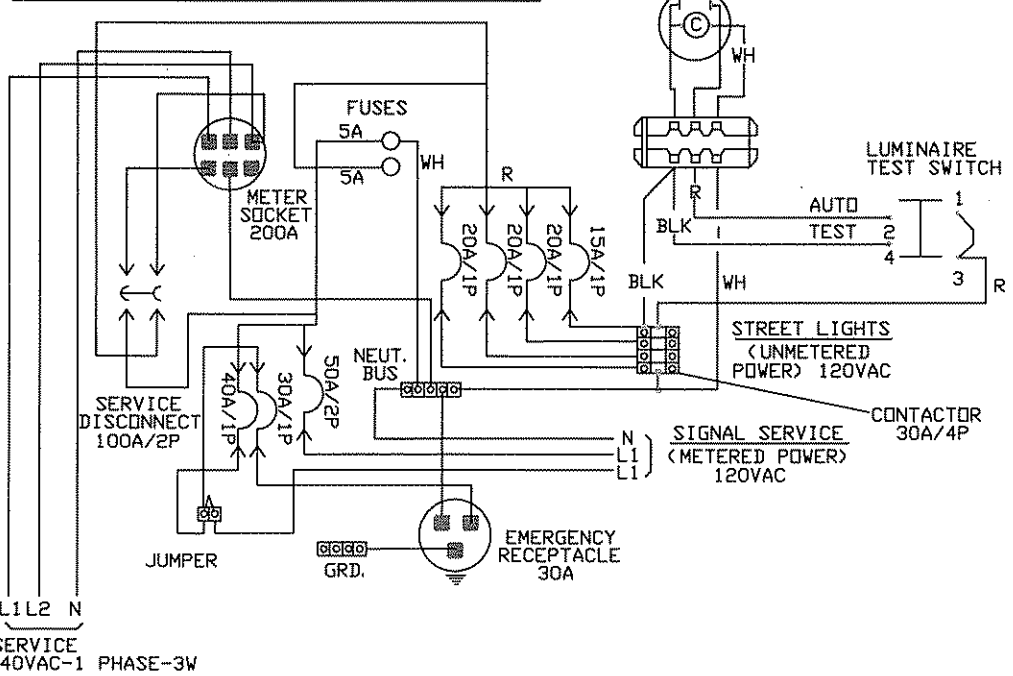 C
WH
FUSES
5A
5A
WH
METER
SOCKET
200A
R
20A/1P
20A/1P
20A/1P
15A/1P
LUMINAIRE
TEST SWITCH
1
AUTO
2
TEST
4
3
R
BLK
R
BLK
WH
STREET LIGHTS
(UNMETERED
POWER) 120VAC
NEUT.
BUS
50A/2P
30A/1P
40A/1P
SERVICE
DISCONNECT
100A/2P
CONTACTOR
30A/4P
N
L1
L1
SIGNAL SERVICE
(METERED POWER)
120VAC
JUMPER
GRD.
EMERGENCY
RECEPTACLE
30A
L1 L2 N
SERVICE
40VAC-1 PHASE-3W